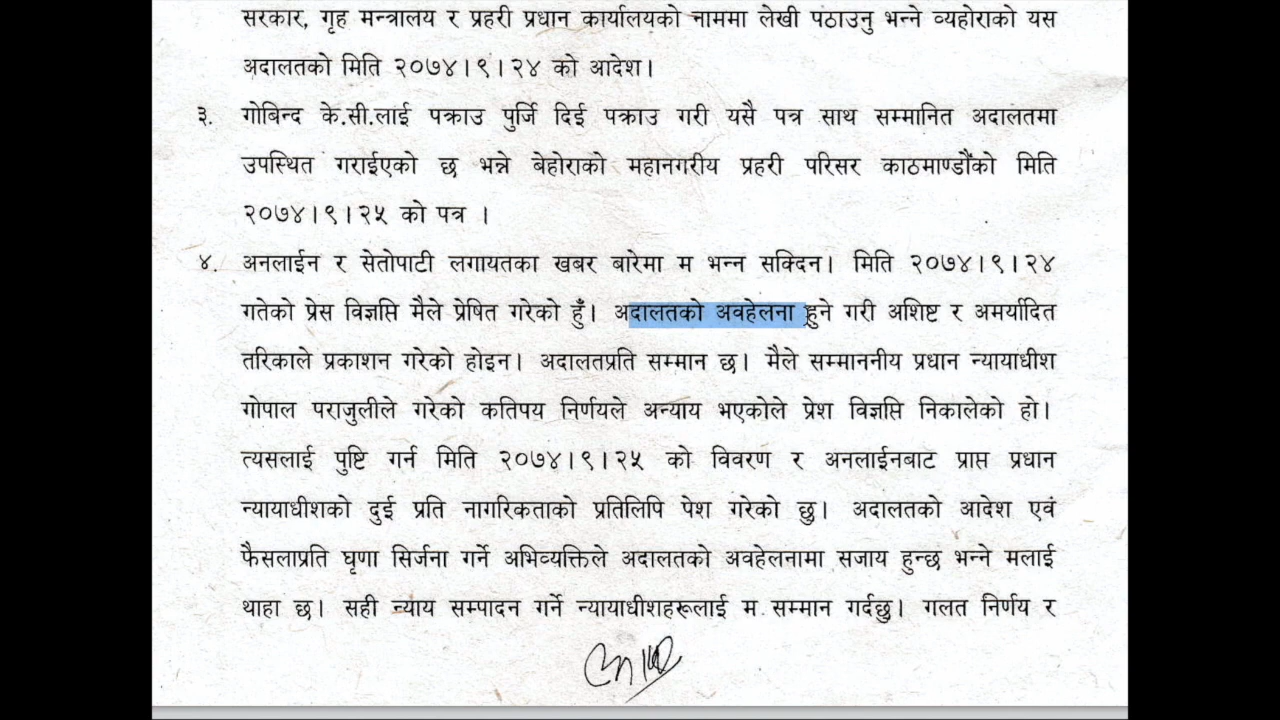 सरकार, गृह मन्त्रालय र प्रहरी प्रधान कार्यालयको नाममा लेखी पठाउनु भन्ने व्यहोराको यस
अदालतको मिति २०७४।९।२४ को आदेश।
३. गोबिन्द के.सी.लाई पक्राउ पुर्जि दिई पक्राउ गरी यसै पत्र साथ सम्मानित अदालतमा
उपस्थित गराईएको छ भन्ने बेहोराको महानगरीय प्रहरी परिसर काठमाण्डौंको मिति
२०७४।९।२५ को पत्र ।
४. अनलाईन र सेतोपाटी लगायतका खबर बारेमा म भन्न सक्दिन। मिति २०७४।९।२४
गतेको प्रेस विज्ञप्ति मैले प्रेषित गरेको हुँ। अदालतको अवहेलना हुने गरी अशिष्ट र अमर्यादित
तरिकाले प्रकाशन गरेको होइन। अदालतप्रति सम्मान छ। मैले सम्माननीय प्रधान न्यायाधीश
गोपाल पराजुलीले गरेको कतिपय निर्णयले अन्याय भएकोले प्रेश विज्ञप्ति निकालेको हो।
त्यसलाई पुष्टि गर्न मिति २०७४।९।२५ को विवरण र अनलाईनबाट प्राप्त प्रधान
न्यायाधीशको दुई प्रति नागरिकताको प्रतिलिपि पेश गरेको छु। अदालतको आदेश एवं
फैसलाप्रति घृणा सिर्जना गर्ने अभिव्यक्तिले अदालतको अवहेलनामा सजाय हुन्छ भन्ने मलाई
थाहा छ। सही न्याय सम्पादन गर्ने न्यायाधीशहरूलाई म सम्मान गर्दछु। गलत निर्णय र